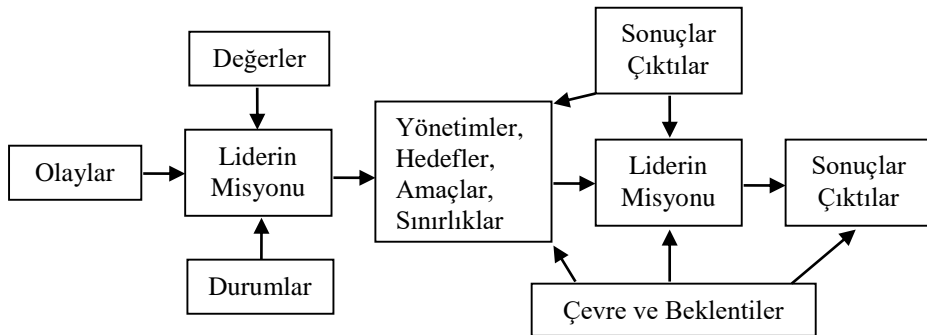 Değerler
Sonuçlar
Çıktılar
Olaylar
Liderin
Misyonu
Yönetimler,
Hedefler,
Amaçlar,
Sınırlıklar
Liderin
Misyonu
Sonuçlar
Çıktılar
Durumlar
Çevre ve Beklentiler